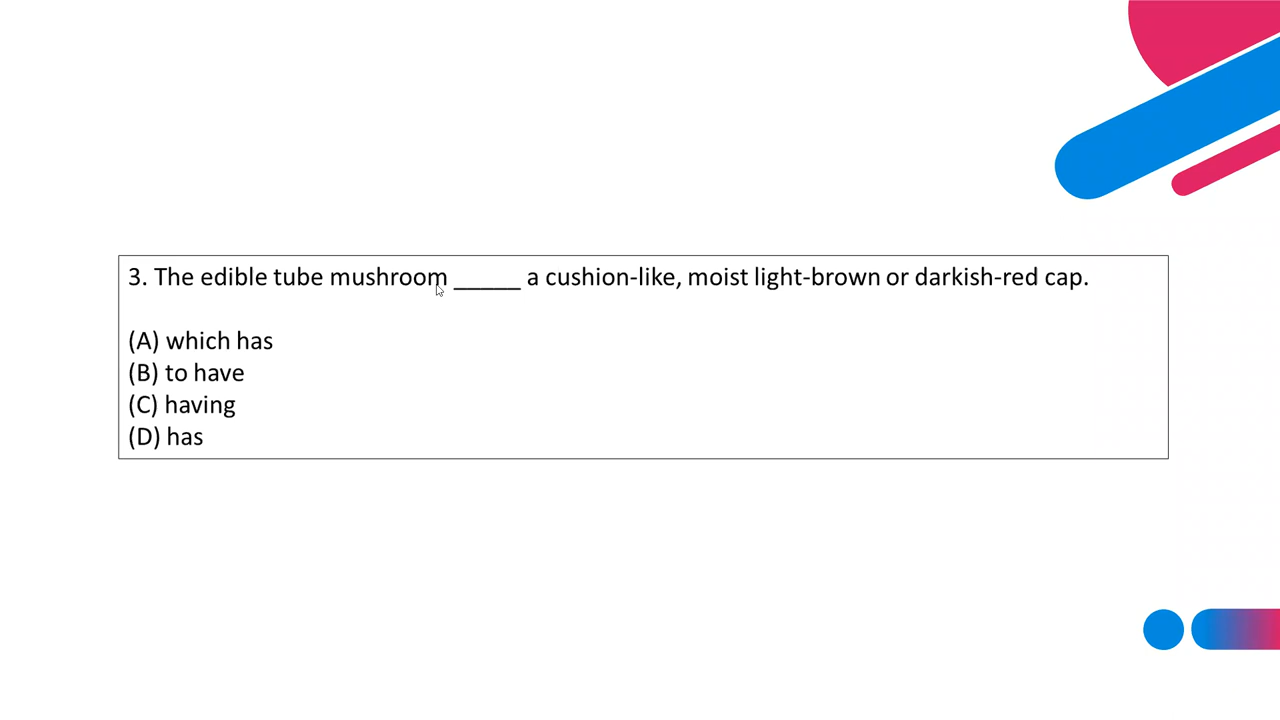 3. The edible tube mushroom _____ a cushion-like, moist light-brown or darkish-red cap.
(A) which has
(B) to have
(C) having
(D) has